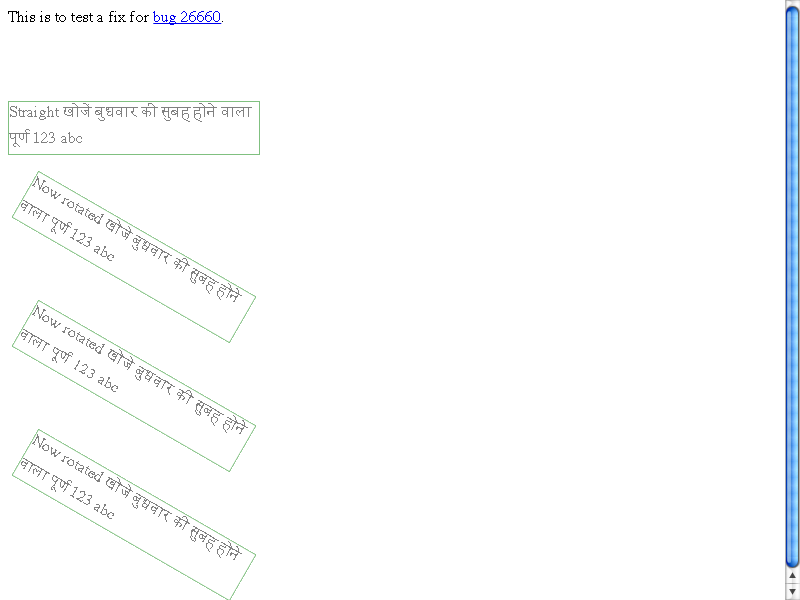 This is to test a fix for bug 26660.
Straight खोजें बुधवार की सुबह होने वाला
पूर्ण 123 abc
Now rotated खोजे बुधवार की सुबह होने
वाला पूर्ण 123 abc
Now rotated खोजे बुधवार की सुबह होने
वाला पूर्ण 123 abc
Now rotated खोजे बुधवार की सुबह होने
वाला पूर्ण 123 abc